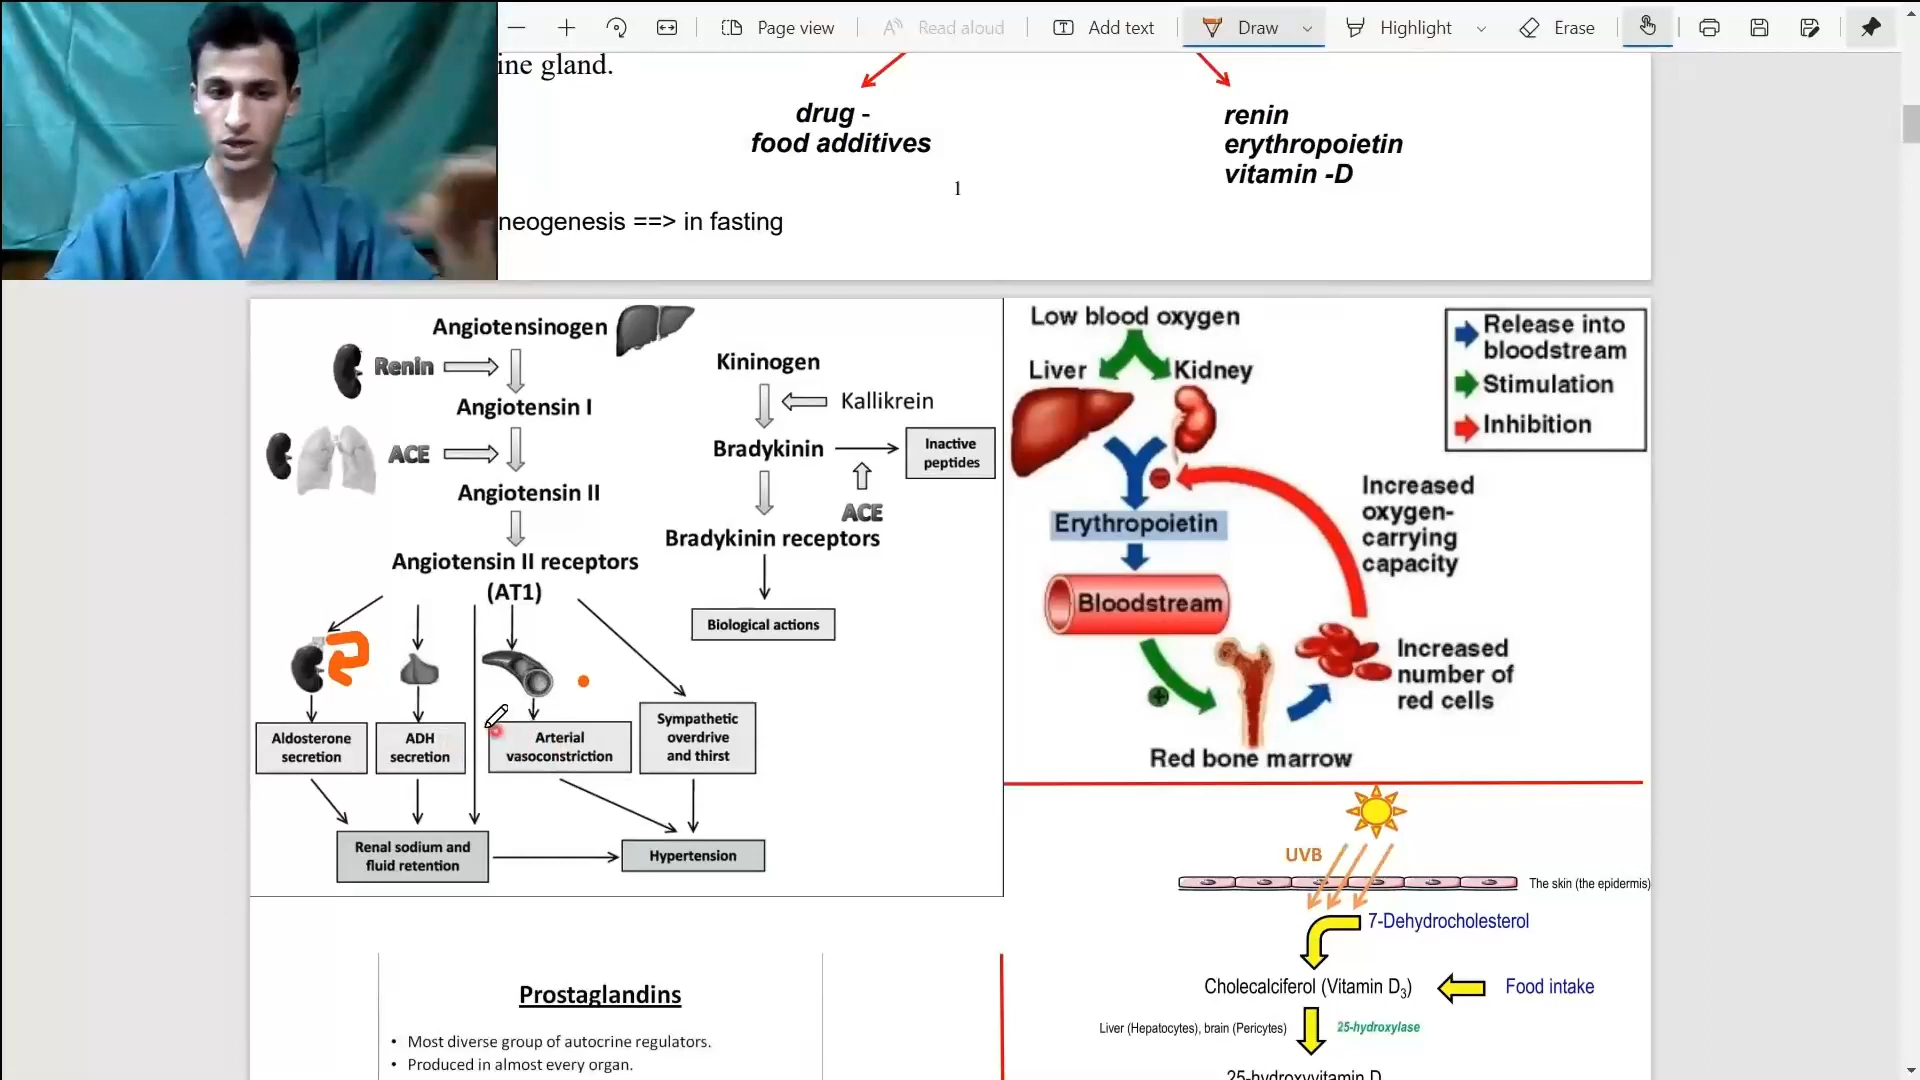 Page view
Read aloud
Add text
Draw
Highlight
Erase
ine gland.
drug -
food additives
renin
erythropoietin
vitamin -D
1
neogenesis ==> in fasting
Angiotensinogen
Renin
Angiotensin I
ACE
Angiotensin II
Angiotensin II receptors
(AT1)
Aldosterone
secretion
ADH
secretion
Arterial
vasoconstriction
Sympathetic
overdrive
and thirst
Renal sodium and
fluid retention
Hypertension
Kininogen
Kallikrein
Bradykinin
Inactive
peptides
ACE
Bradykinin receptors
Biological actions
Low blood oxygen
Liver
Kidney
Release into
bloodstream
Stimulation
Inhibition
Erythropoietin
Increased
oxygen-
carrying
capacity
Bloodstream
Increased
number of
red cells
Red bone marrow
UVB
The skin (the epidermis)
7-Dehydrocholesterol
Cholecalciferol (Vitamin D3)
Food intake
Liver (Hepatocytes), brain (Pericytes)
25-hydroxylase
25-hydroxyvitamin D
Prostaglandins
• Most diverse group of autocrine regulators.
• Produced in almost every organ.